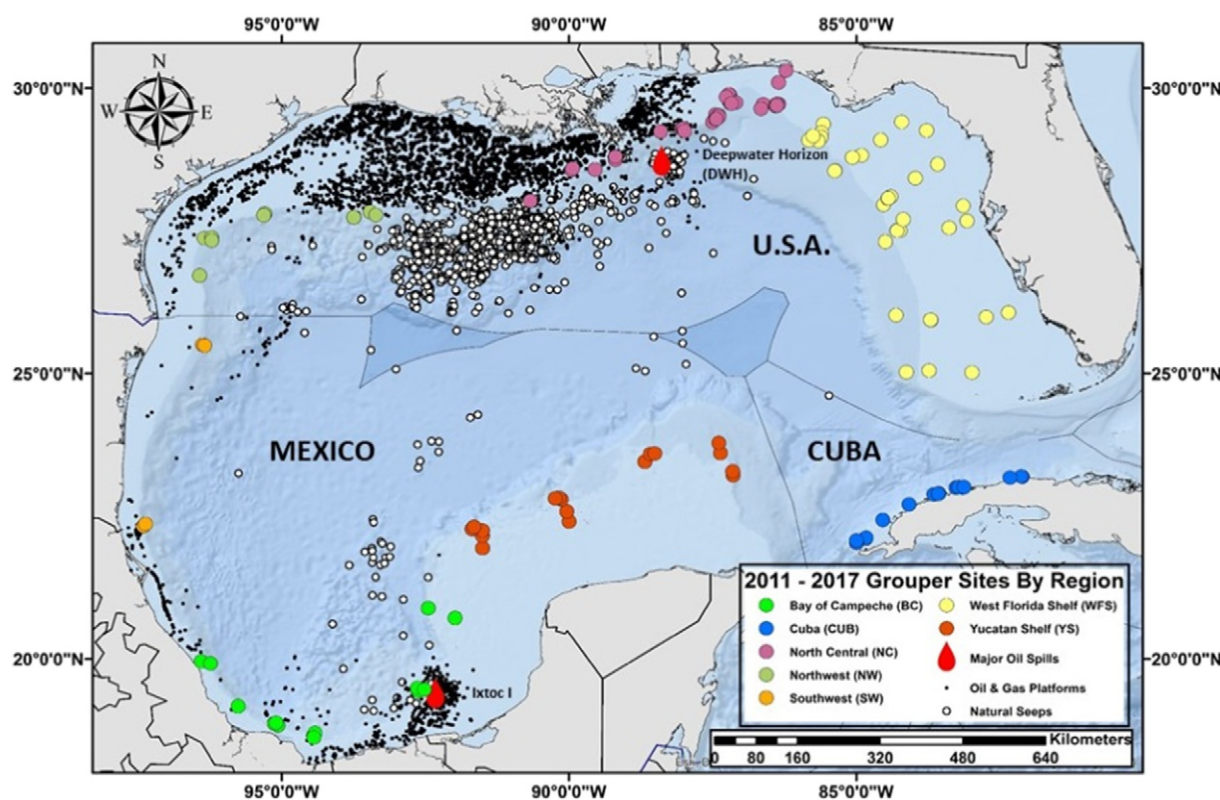 95°0'0"W 90°0'0"W 85°0'0"W
30°0'0"N 30°0'0"N
N
W E
S
Deepwater Horizon
(DWH)
U.S.A.
25°0'0"N 25°0'0"N
MEXICO CUBA
2011 - 2017 Grouper Sites By Region
Bay of Campeche (BC) West Florida Shelf (WFS)
Cuba (CUB) Yucatan Shelf (YS)
North Central (NC) Major Oil Spills
Northwest (NW) Oil & Gas Platforms
Southwest (SW) Natural Seeps
20°0'0"N 20°0'0"N
Ixtoc I
Kilometers
0 80 160 320 480 640
95°0'0"W 90°0'0"W 85°0'0"W